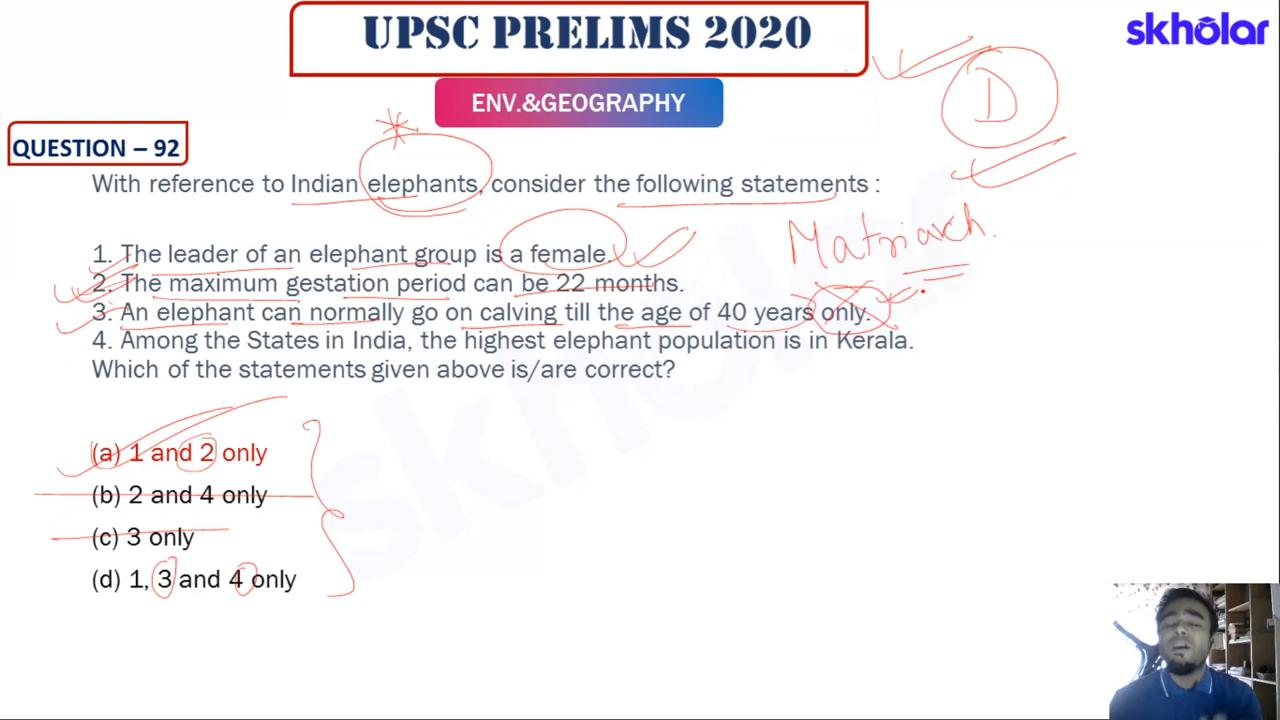 UPSC PRELIMS 2020
skholar
ENV.&GEOGRAPHY
D
QUESTION – 92
With reference to Indian elephants, consider the following statements :
Matriarch.
1. The leader of an elephant group is a female.
2. The maximum gestation period can be 22 months.
3. An elephant can normally go on calving till the age of 40 years only.
4. Among the States in India, the highest elephant population is in Kerala.
Which of the statements given above is/are correct?
(a) 1 and 2 only
(b) 2 and 4 only
(c) 3 only
(d) 1, 3 and 4 only
skholar